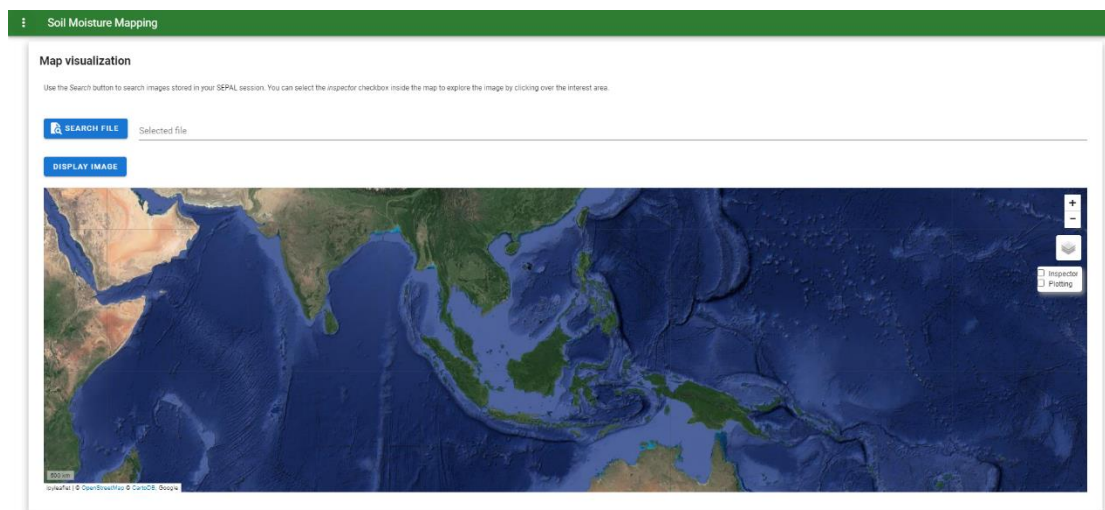 Soil Moisture Mapping
Map visualization
Use the Search button to search images stored in your SEPAL session. You can select the inspector checkbox inside the map to explore the image by clicking over the interest area.
SEARCH FILE
Selected file
DISPLAY IMAGE
+
−
Inspector
Plotting
500 km
ipyleaflet | © OpenStreetMap © CartoDB, Google